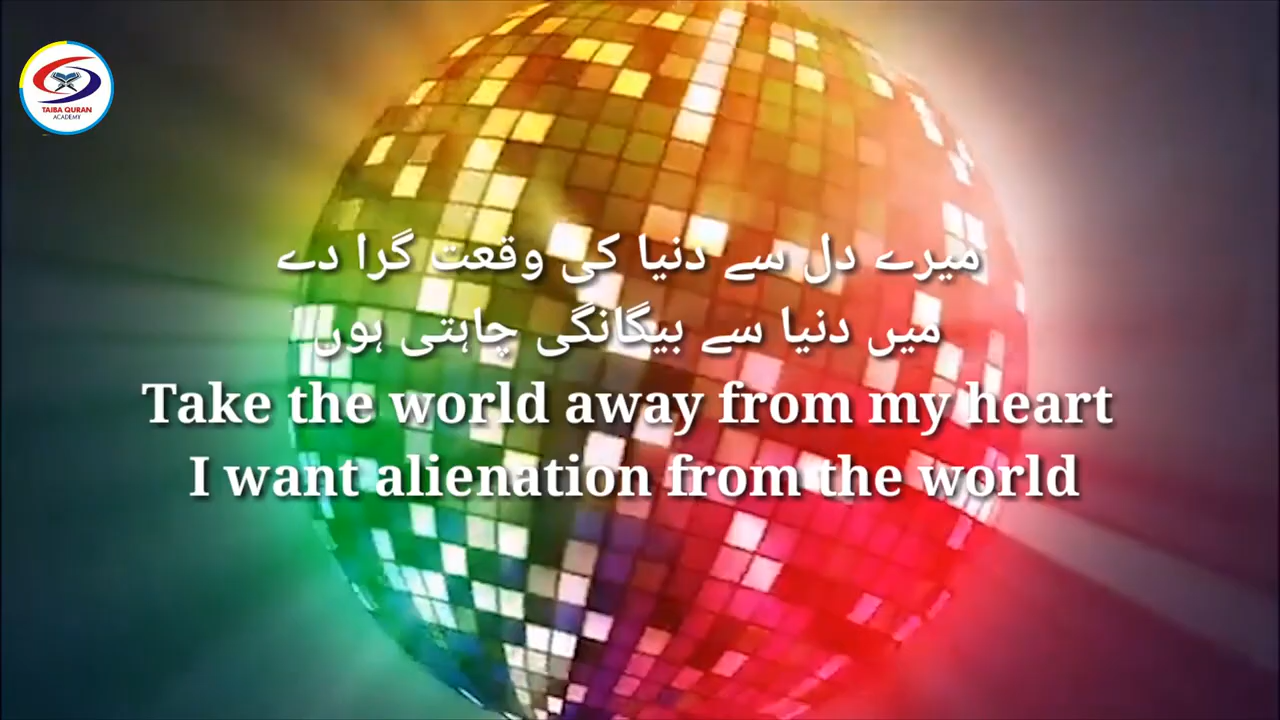 TAIBA QURAN
ACADEMY
میرے دل سے دنیا کی وقعت گرا دے
میں دنیا سے بیگانگی چاہتی ہوں
Take the world away from my heart
I want alienation from the world